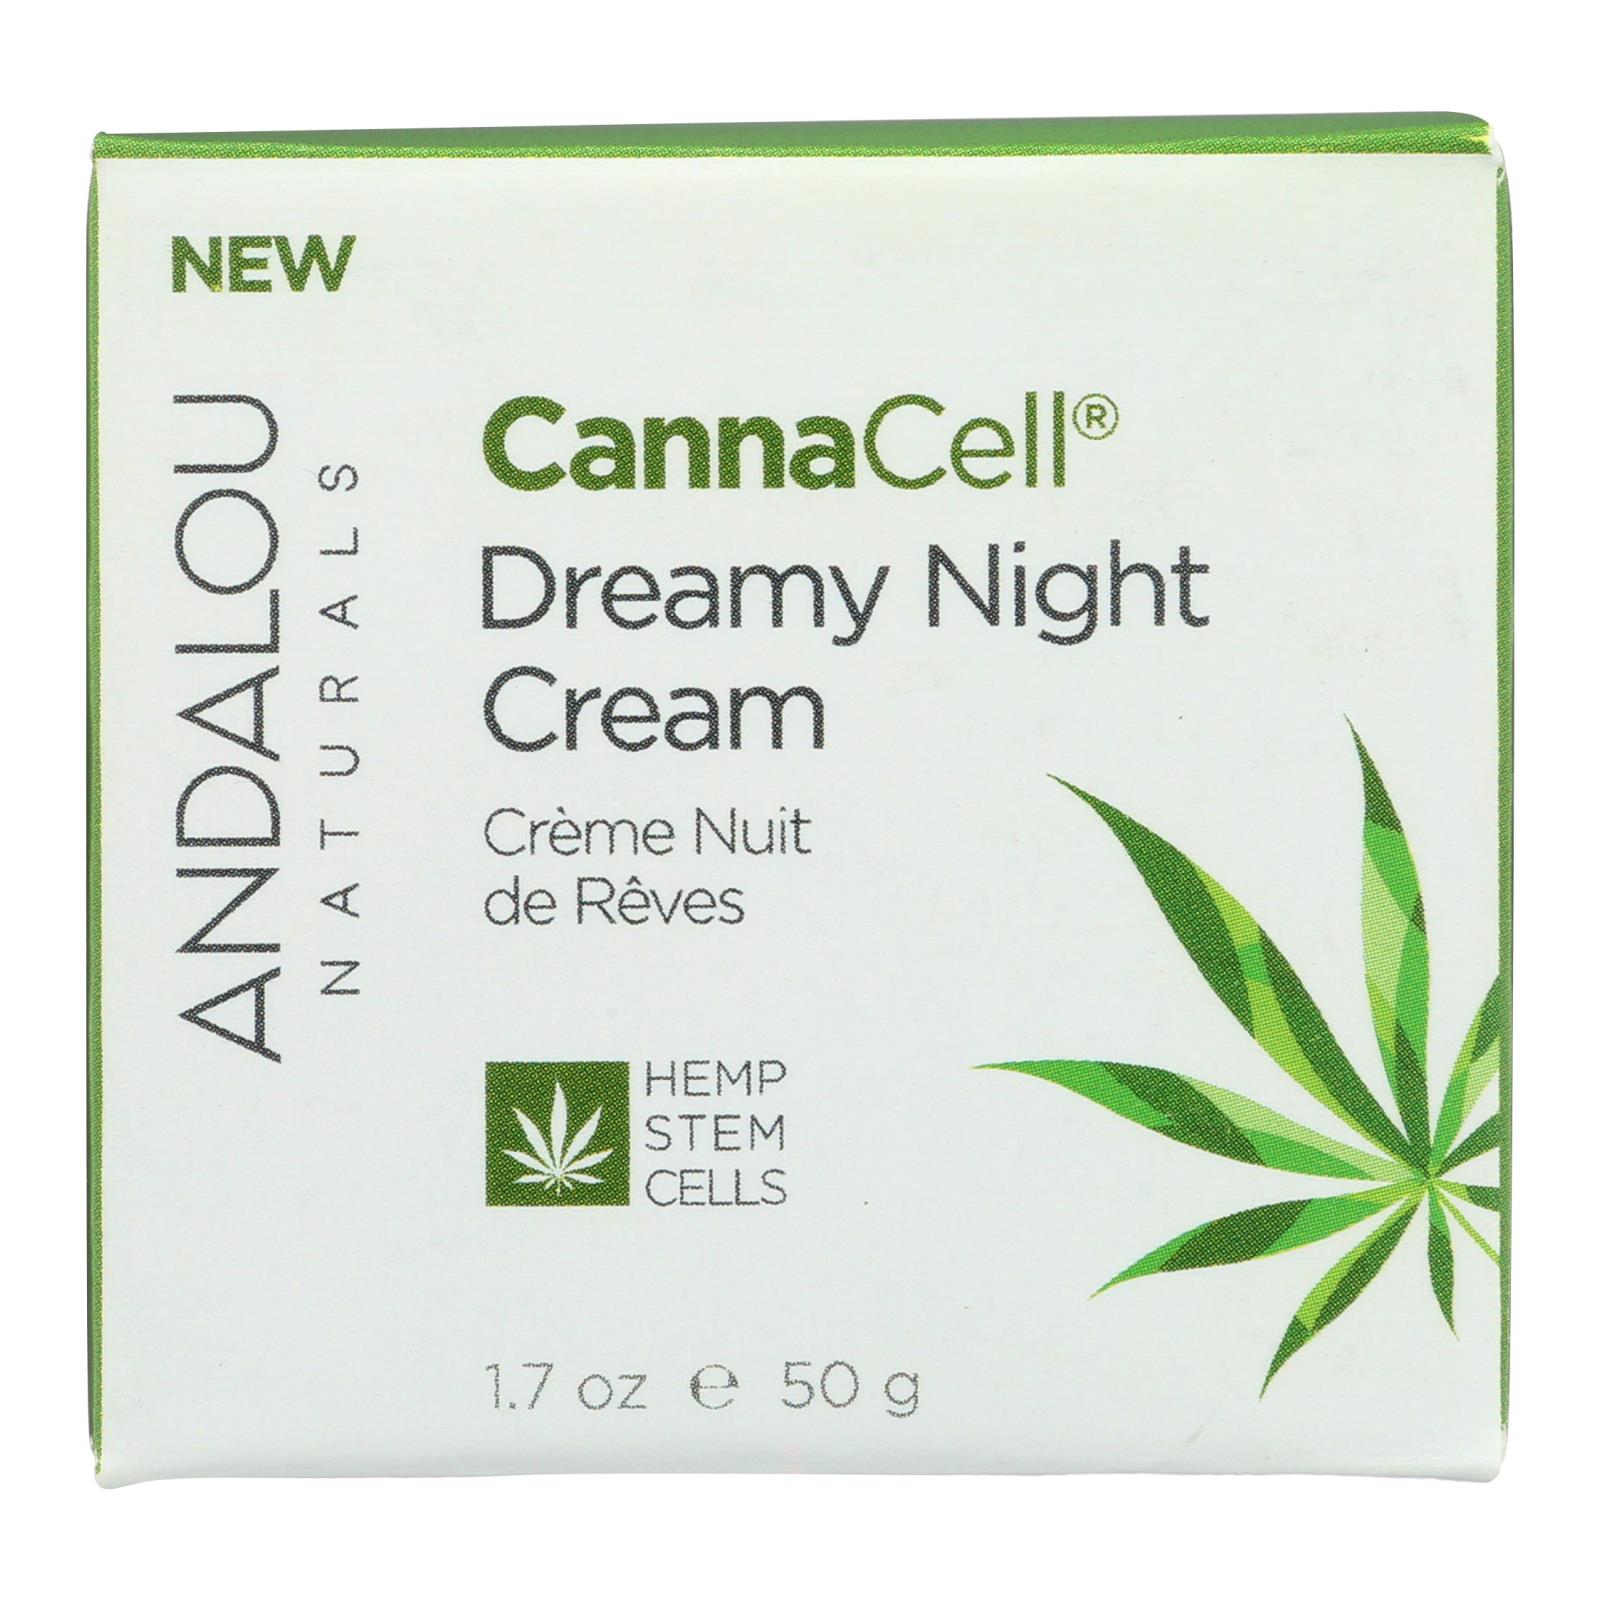 NEW
ANDALOU
NATURALS
CannaCell®
Dreamy Night
Cream
Crème Nuit
de Rêves
HEMP
STEM
CELLS
1.7 oz ℮ 50 g